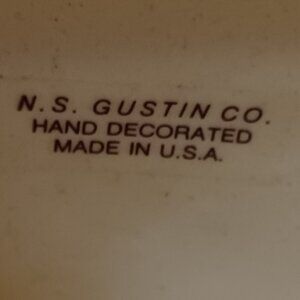 N.S. GUSTIN CO.
HAND DECORATED
MADE IN U.S.A.